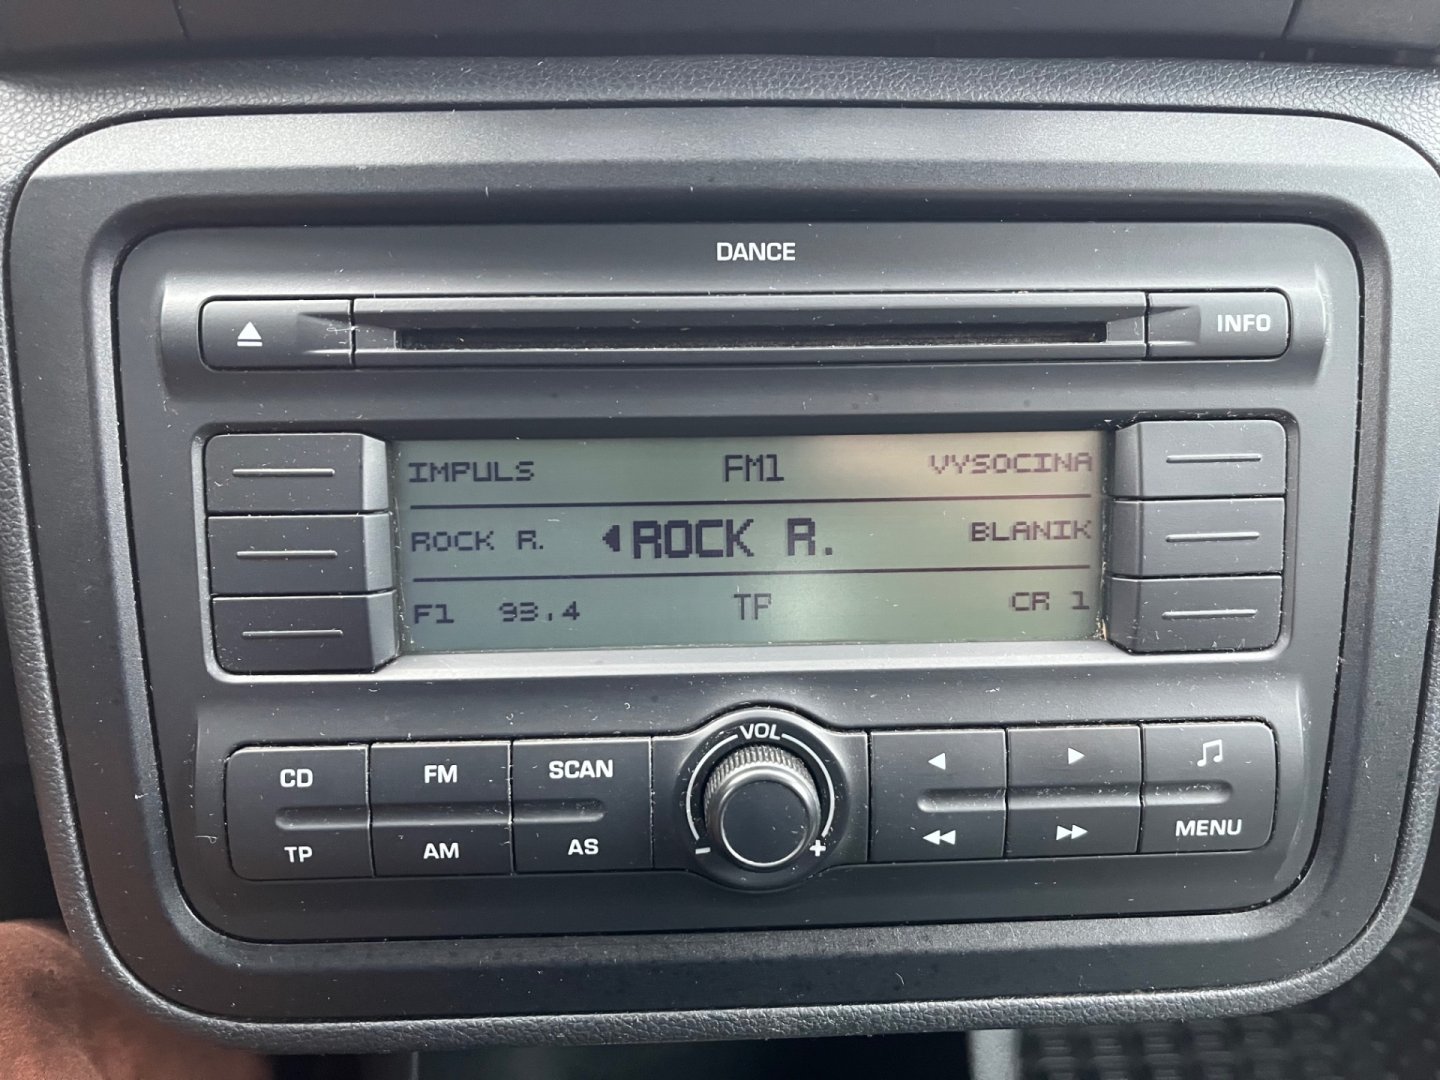 DANCE
INFO
IMPULS FM1 VYSOCINA
ROCK R. ROCK R. BLANIK
F1 93.4 TP CR 1
VOL
- +
CD FM SCAN
TP AM AS MENU